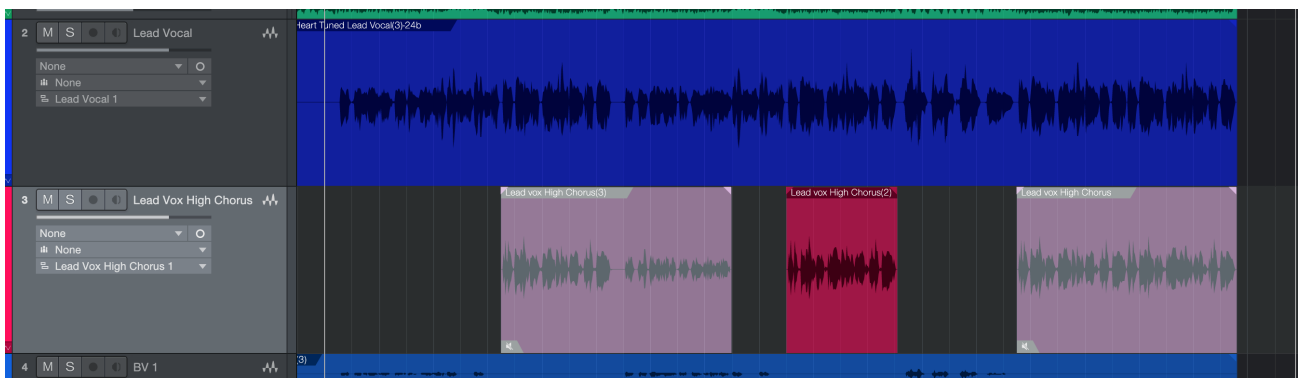 2 M S Lead Vocal
None
None
Lead Vocal 1
Heart Tuned Lead Vocal(3)-24b
3 M S Lead Vox High Chorus
None
None
Lead Vox High Chorus 1
Lead vox High Chorus(3)
Lead vox High Chorus(2)
Lead vox High Chorus
4 M S BV 1
(3)